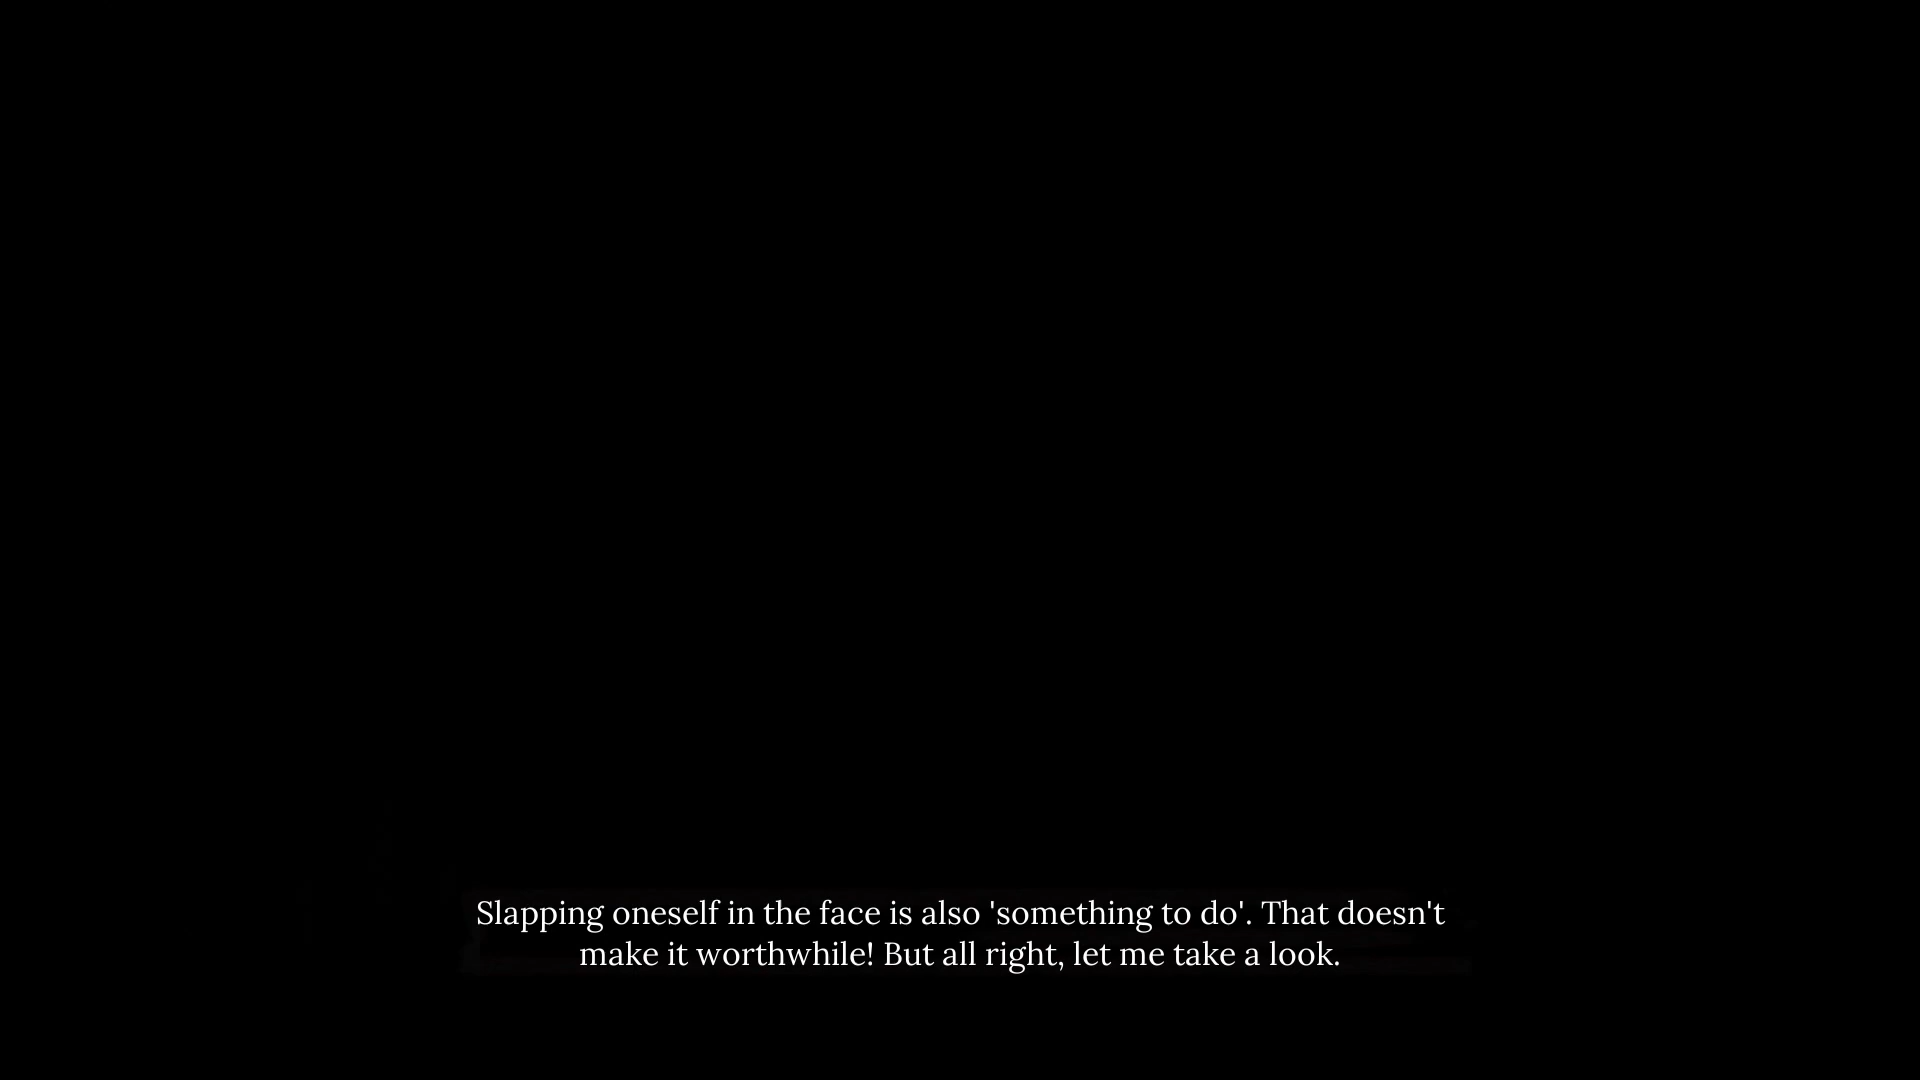 Slapping oneself in the face is also 'something to do'. That doesn't
make it worthwhile! But all right, let me take a look.